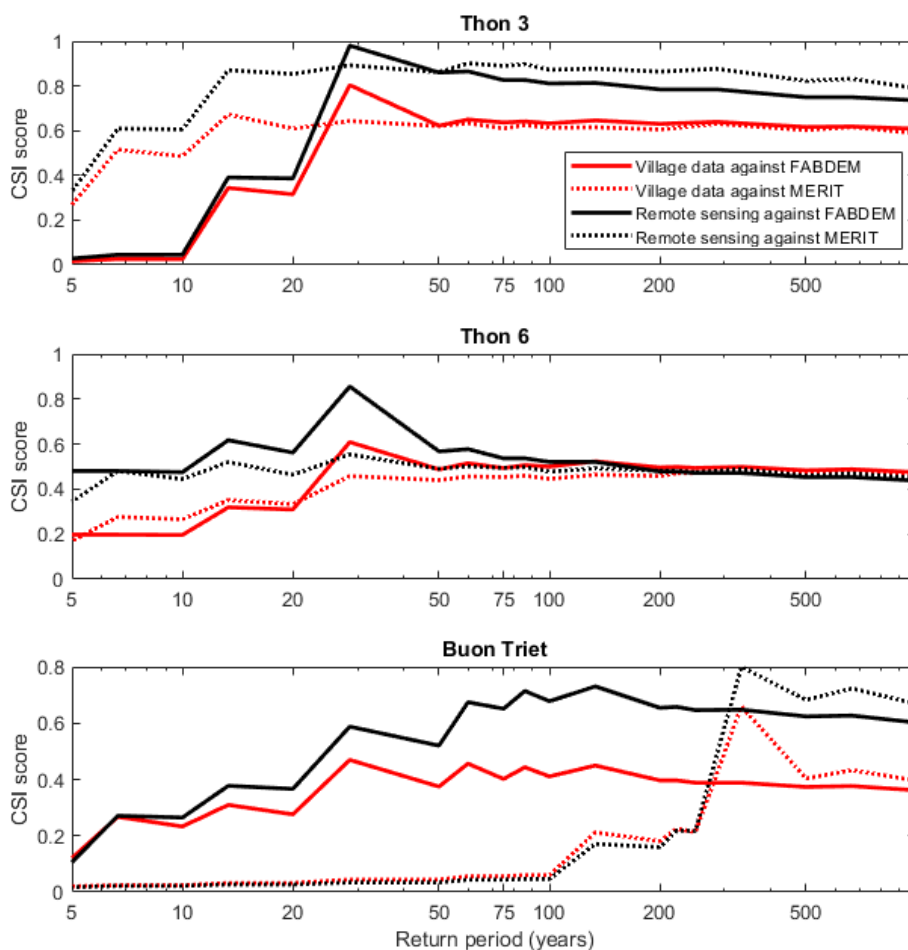 Thon 3
1
0.8
0.6
0.4
0.2
0
CSI score
Village data against FABDEM
Village data against MERIT
Remote sensing against FABDEM
Remote sensing against MERIT
5 10 20 50 75 100 200 500
Thon 6
1
0.8
0.6
0.4
0.2
0
CSI score
5 10 20 50 75 100 200 500
Buon Triet
0.8
0.6
0.4
0.2
0
CSI score
5 10 20 50 75 100 200 500
Return period (years)